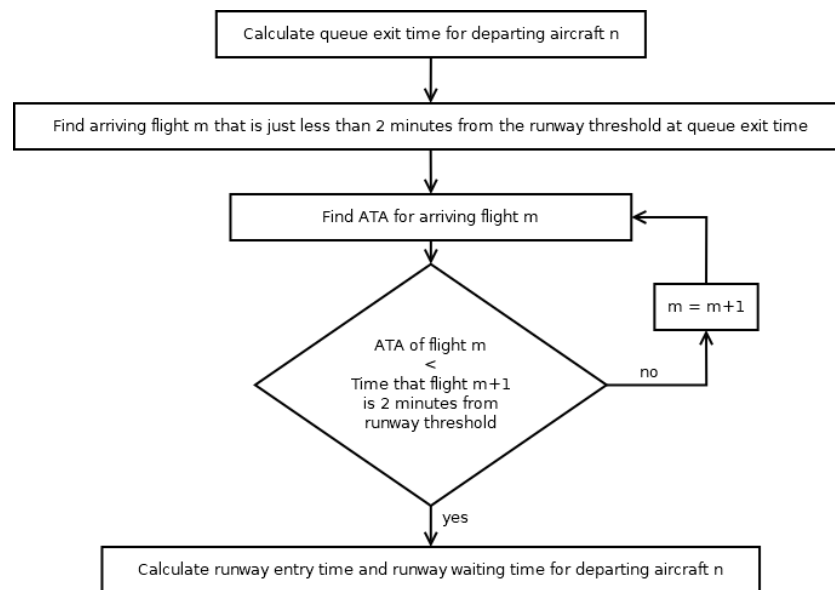 Calculate queue exit time for departing aircraft n
Find arriving flight m that is just less than 2 minutes from the runway threshold at queue exit time
Find ATA for arriving flight m
m = m+1
ATA of flight m
<
Time that flight m+1
is 2 minutes from
runway threshold
no
yes
Calculate runway entry time and runway waiting time for departing aircraft n